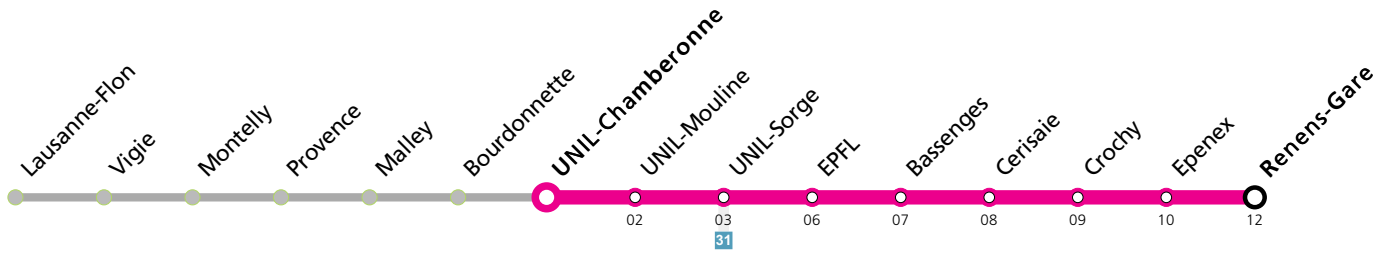 Lausanne-Flon
Vigie
Montelly
Provence
Malley
Bourdonnette
UNIL-Chamberonne
UNIL-Mouline
UNIL-Sorge
EPFL
Bassenges
Cerisaie
Crochy
Epenex
Renens-Gare
02 03 06 07 08 09 10 12
31